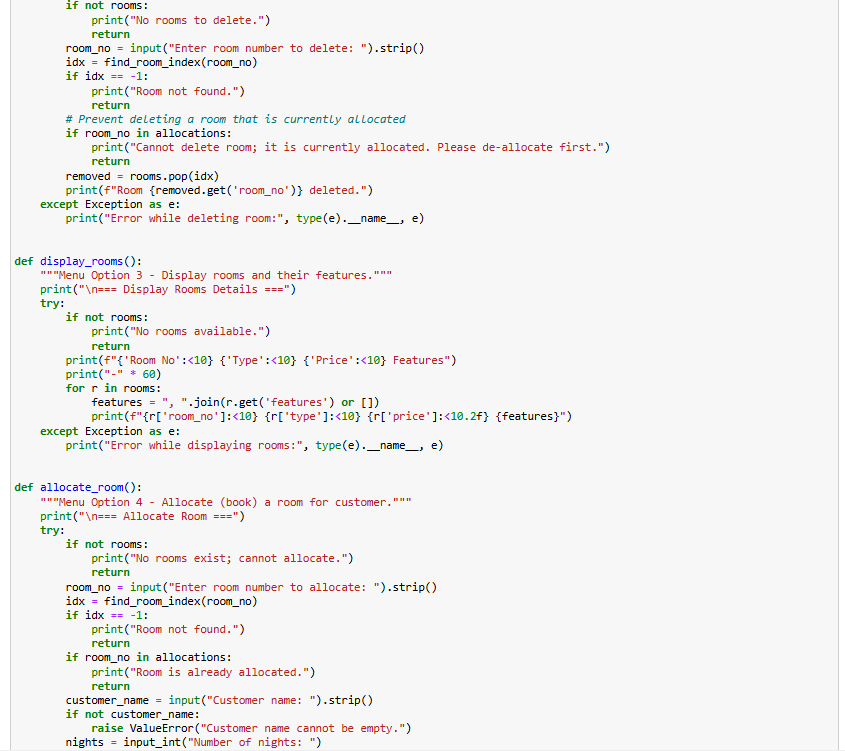 if not rooms:
            print("No rooms to delete.")
            return
        room_no = input("Enter room number to delete: ").strip()
        idx = find_room_index(room_no)
        if idx == -1:
            print("Room not found.")
            return
        # Prevent deleting a room that is currently allocated
        if room_no in allocations:
            print("Cannot delete room; it is currently allocated. Please de-allocate first.")
            return
        removed = rooms.pop(idx)
        print(f"Room {removed.get('room_no')} deleted.")
    except Exception as e:
        print("Error while deleting room:", type(e).__name__, e)

def display_rooms():
    """Menu Option 3 - Display rooms and their features."""
    print("\n=== Display Rooms Details ===")
    try:
        if not rooms:
            print("No rooms available.")
            return
        print(f"{'Room No':<10} {'Type':<10} {'Price':<10} Features")
        print("-" * 60)
        for r in rooms:
            features = ", ".join(r.get('features') or [])
            print(f"{r['room_no']:<10} {r['type']:<10} {r['price']:<10.2f} {features}")
    except Exception as e:
        print("Error while displaying rooms:", type(e).__name__, e)

def allocate_room():
    """Menu Option 4 - Allocate (book) a room for customer."""
    print("\n=== Allocate Room ===")
    try:
        if not rooms:
            print("No rooms exist; cannot allocate.")
            return
        room_no = input("Enter room number to allocate: ").strip()
        idx = find_room_index(room_no)
        if idx == -1:
            print("Room not found.")
            return
        if room_no in allocations:
            print("Room is already allocated.")
            return
        customer_name = input("Customer name: ").strip()
        if not customer_name:
            raise ValueError("Customer name cannot be empty.")
        nights = input_int("Number of nights: ")